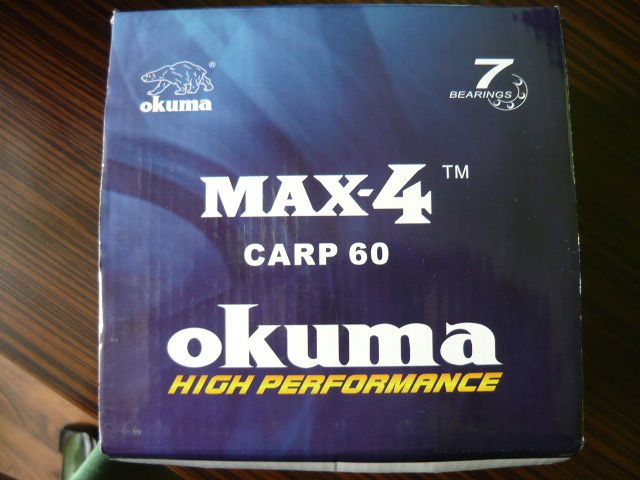 okuma®
7
BEARINGS
MAX-4™
CARP 60
okuma
HIGH PERFORMANCE